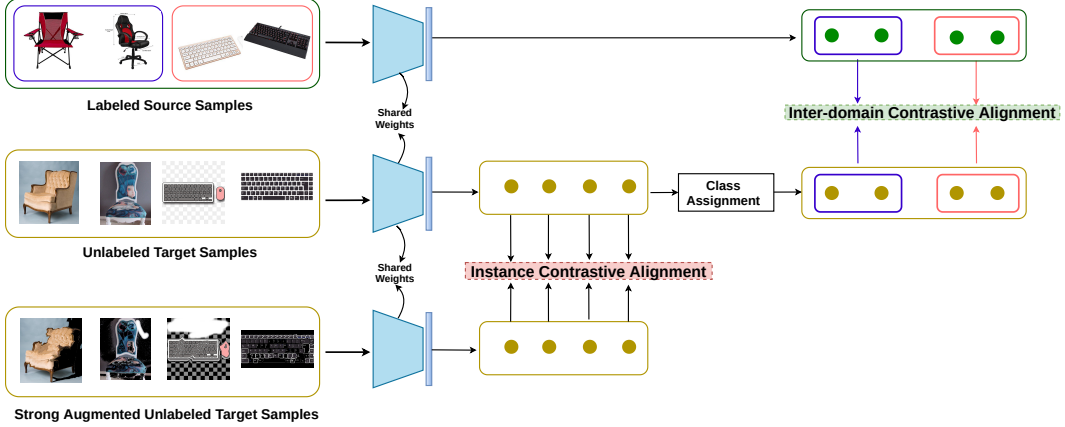 Labeled Source Samples
Shared
Weights
Inter-domain Contrastive Alignment
Class
Assignment
Unlabeled Target Samples
Shared
Weights
Instance Contrastive Alignment
Strong Augmented Unlabeled Target Samples